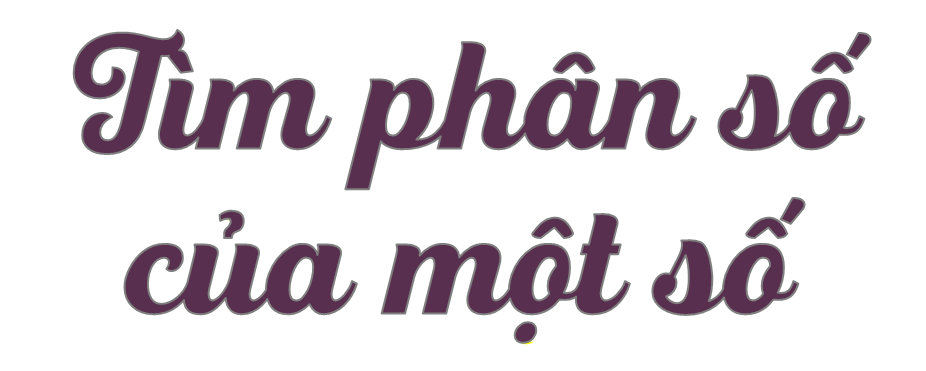 Tìm phân số
của một số